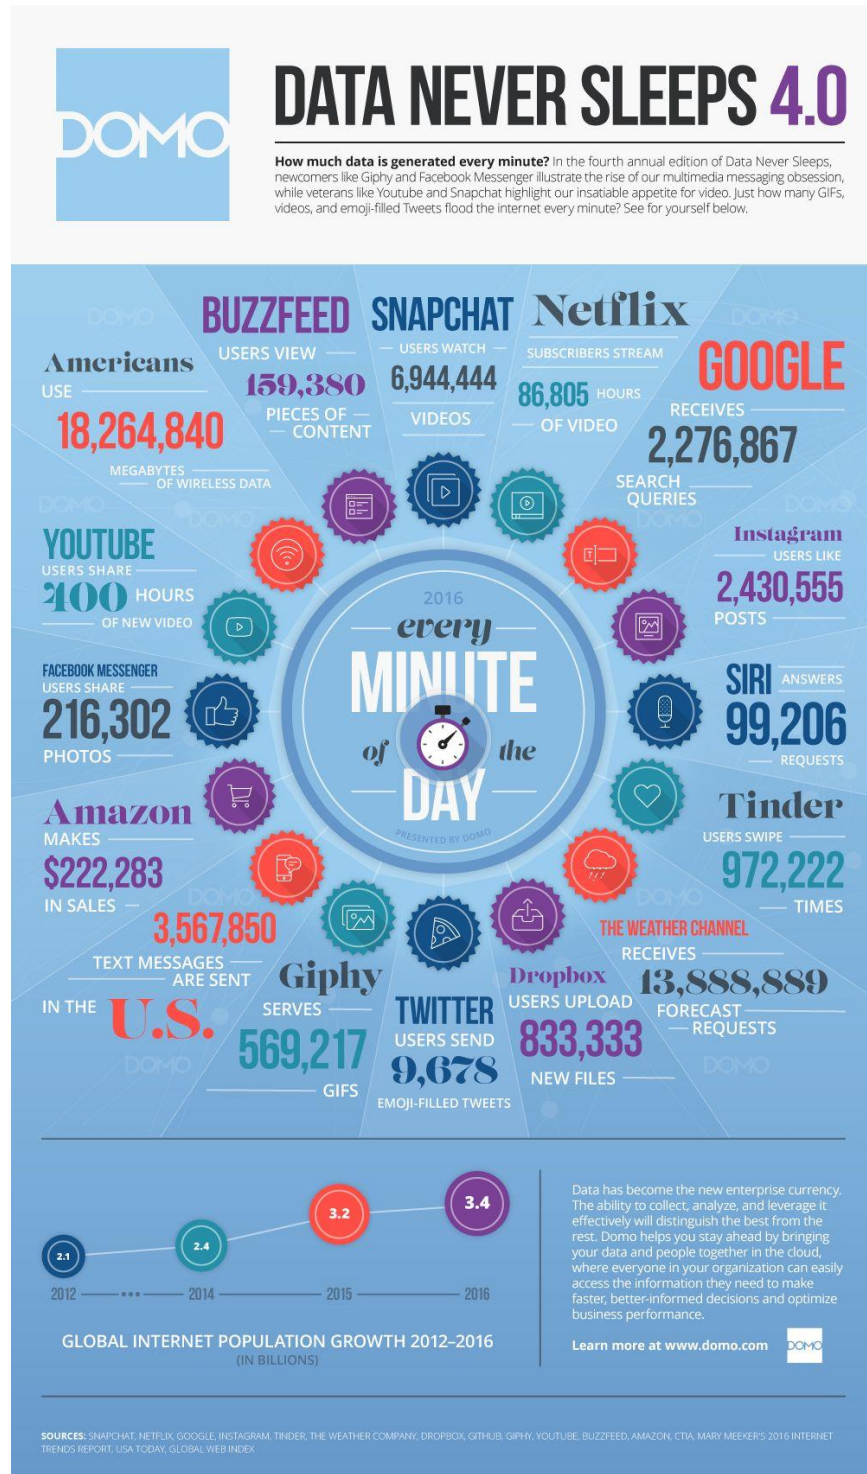 DOMO
DATA NEVER SLEEPS 4.0
How much data is generated every minute? In the fourth annual edition of Data Never Sleeps,
newcomers like Giphy and Facebook Messenger illustrate the rise of our multimedia messaging obsession,
while veterans like Youtube and Snapchat highlight our insatiable appetite for video. Just how many GIFs,
videos, and emoji-filled Tweets flood the internet every minute? See for yourself below.
Americans
USE
18,264,840
MEGABYTES
OF WIRELESS DATA
BUZZFEED
USERS VIEW
159,380
PIECES OF
CONTENT
SNAPCHAT
USERS WATCH
6,944,444
VIDEOS
Netflix
SUBSCRIBERS STREAM
86,805 HOURS
OF VIDEO
GOOGLE
RECEIVES
2,276,867
SEARCH
QUERIES
Instagram
USERS LIKE
2,430,555
POSTS
SIRI ANSWERS
99,206
REQUESTS
Tinder
USERS SWIPE
972,222
TIMES
THE WEATHER CHANNEL
RECEIVES
13,888,889
FORECAST
REQUESTS
Dropbox
USERS UPLOAD
833,333
NEW FILES
TWITTER
USERS SEND
9,678
EMOJI-FILLED TWEETS
Giphy
SERVES
569,217
GIFS
3,567,850
TEXT MESSAGES
ARE SENT
IN THE U.S.
Amazon
MAKES
$222,283
IN SALES
FACEBOOK MESSENGER
USERS SHARE
216,302
PHOTOS
YOUTUBE
USERS SHARE
400 HOURS
OF NEW VIDEO
2016
every
MINUTE
of the
DAY
PRESENTED BY DOMO
2.1
2.4
3.2
3.4
2012 ••• 2014 2015 2016
GLOBAL INTERNET POPULATION GROWTH 2012–2016
(IN BILLIONS)
Data has become the new enterprise currency.
The ability to collect, analyze, and leverage it
effectively will distinguish the best from the
rest. Domo helps you stay ahead by bringing
your data and people together in the cloud,
where everyone in your organization can easily
access the information they need to make
faster, better-informed decisions and optimize
business performance.
Learn more at www.domo.com DOMO
SOURCES: SNAPCHAT, NETFLIX, GOOGLE, INSTAGRAM, TINDER, THE WEATHER COMPANY, DROPBOX, GITHUB, GIPHY, YOUTUBE, BUZZFEED, AMAZON, CTIA, MARY MEEKER'S 2016 INTERNET
TRENDS REPORT, USA TODAY, GLOBAL WEB INDEX